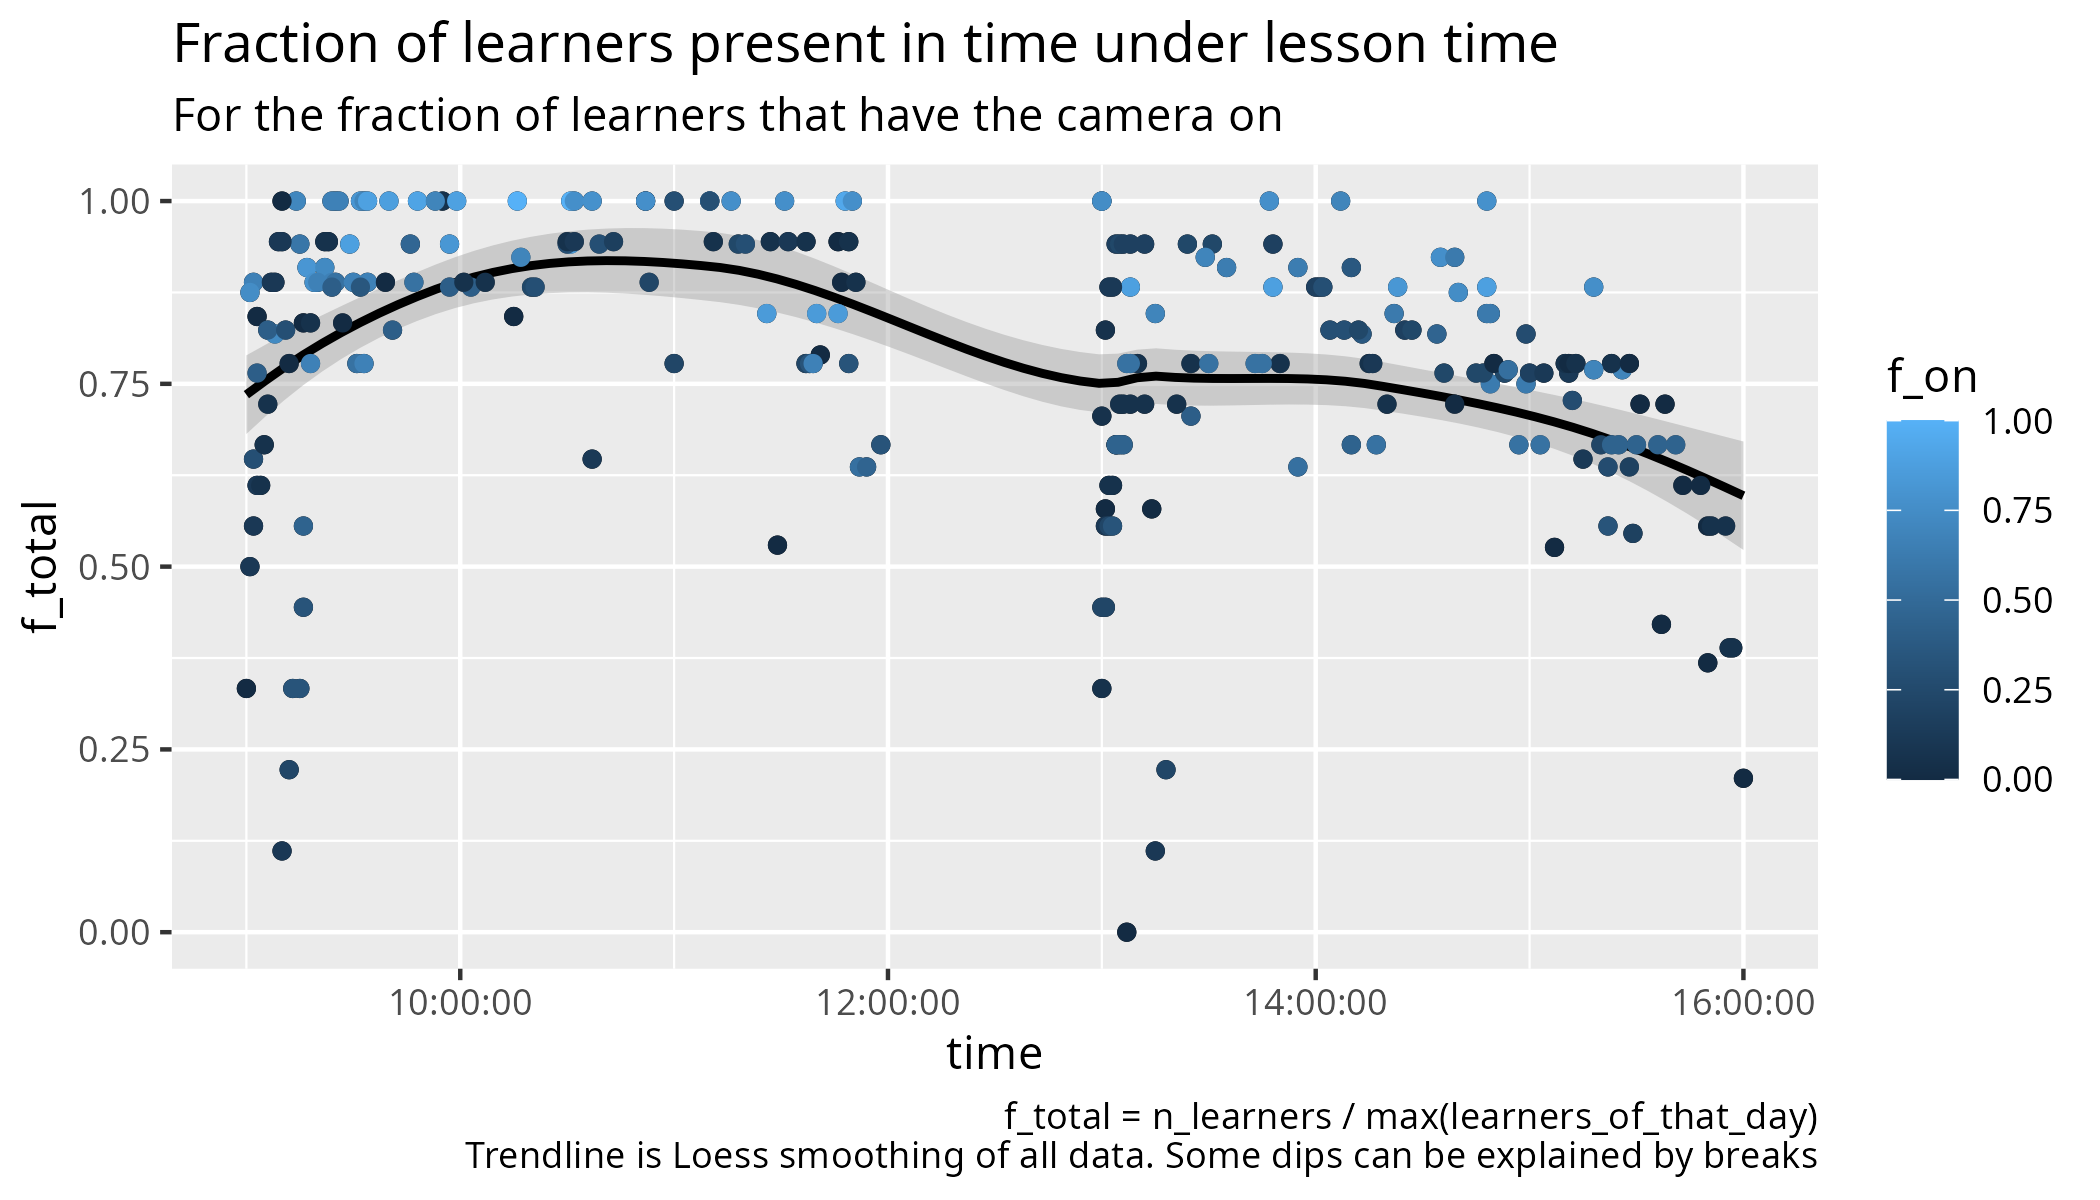 Fraction of learners present in time under lesson time
For the fraction of learners that have the camera on
f_total
1.00
0.75
0.50
0.25
0.00
10:00:00
12:00:00
14:00:00
16:00:00
time
f_on
1.00
0.75
0.50
0.25
0.00
f_total = n_learners / max(learners_of_that_day)
Trendline is Loess smoothing of all data. Some dips can be explained by breaks